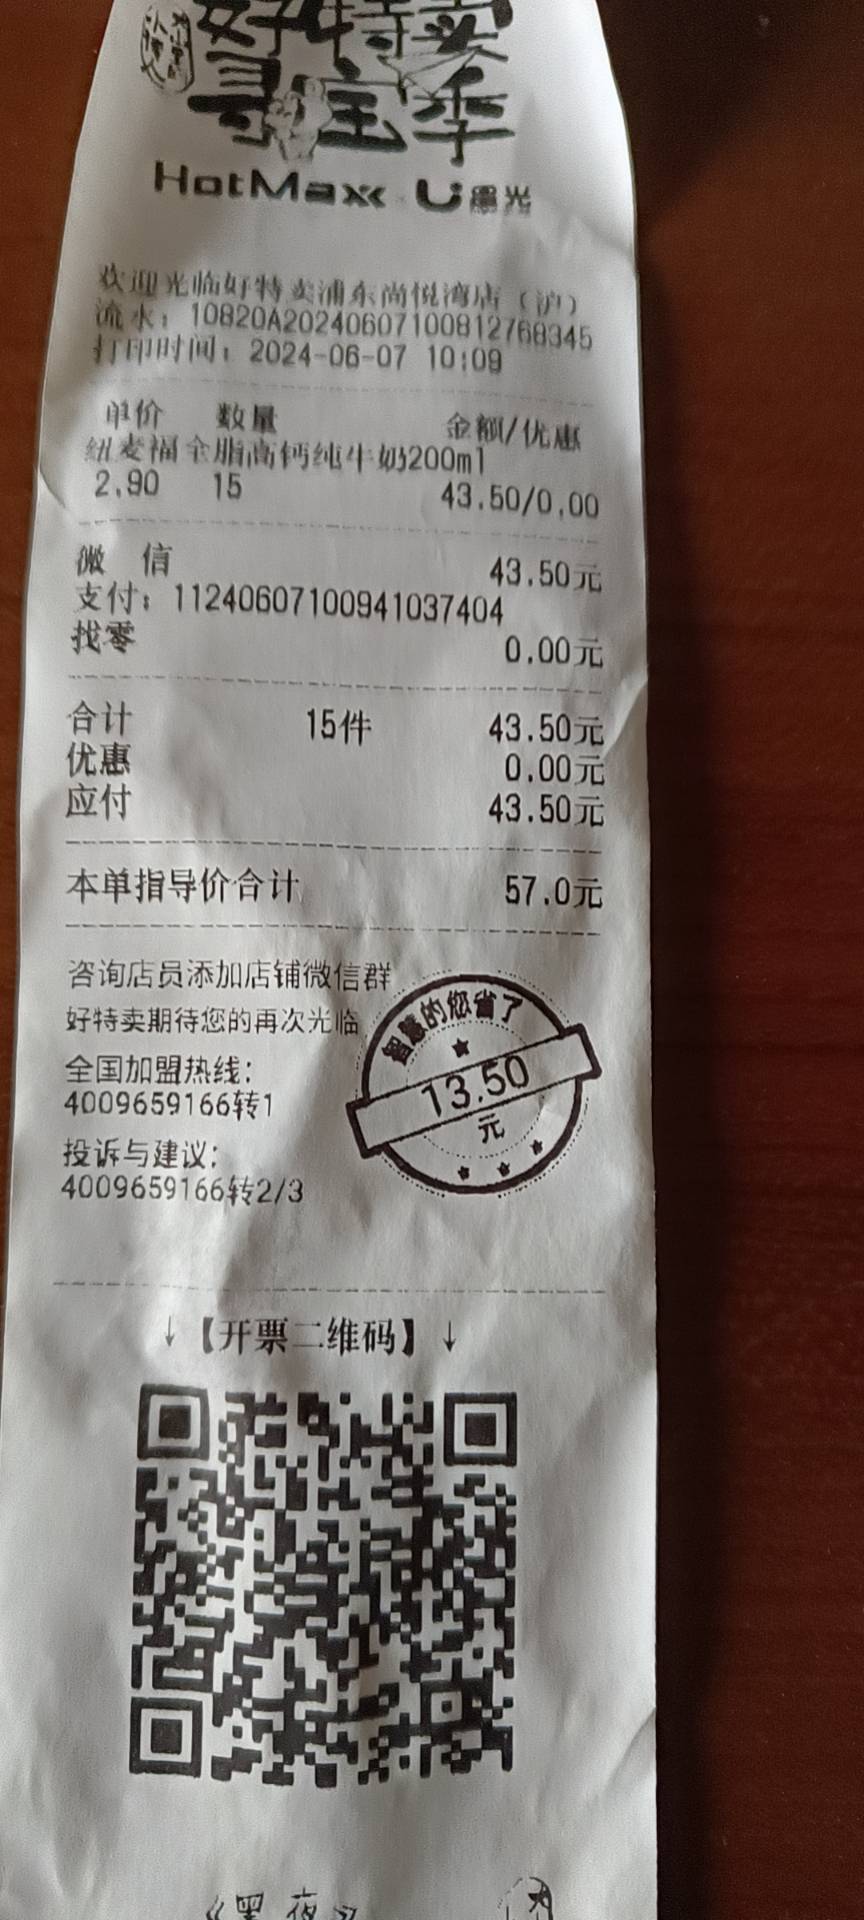 好特卖
寻宝季
HotMaxx
欢迎光临好特卖浦东尚悦湾店（沪）
流水：10820A2024060710081276​8345
打印时间：2024-06-07 10:09
单价 数量 金额/优惠
纽麦福全脂高钙纯牛奶200ml
2.90 15 43.50/0.00
微 信 43.50元
支付：112406071009410374​04
找零 0.00元
合计 15件 43.50元
优惠 0.00元
应付 43.50元
本单指导价合计 57.0元
咨询店员添加店铺微信群
好特卖期待您的再次光临
全国加盟热线：
4009659166转1
投诉与建议：
4009659166转2/3
智慧的您省了
13.50
元
↓【开票二维码】↓
《黑夜》